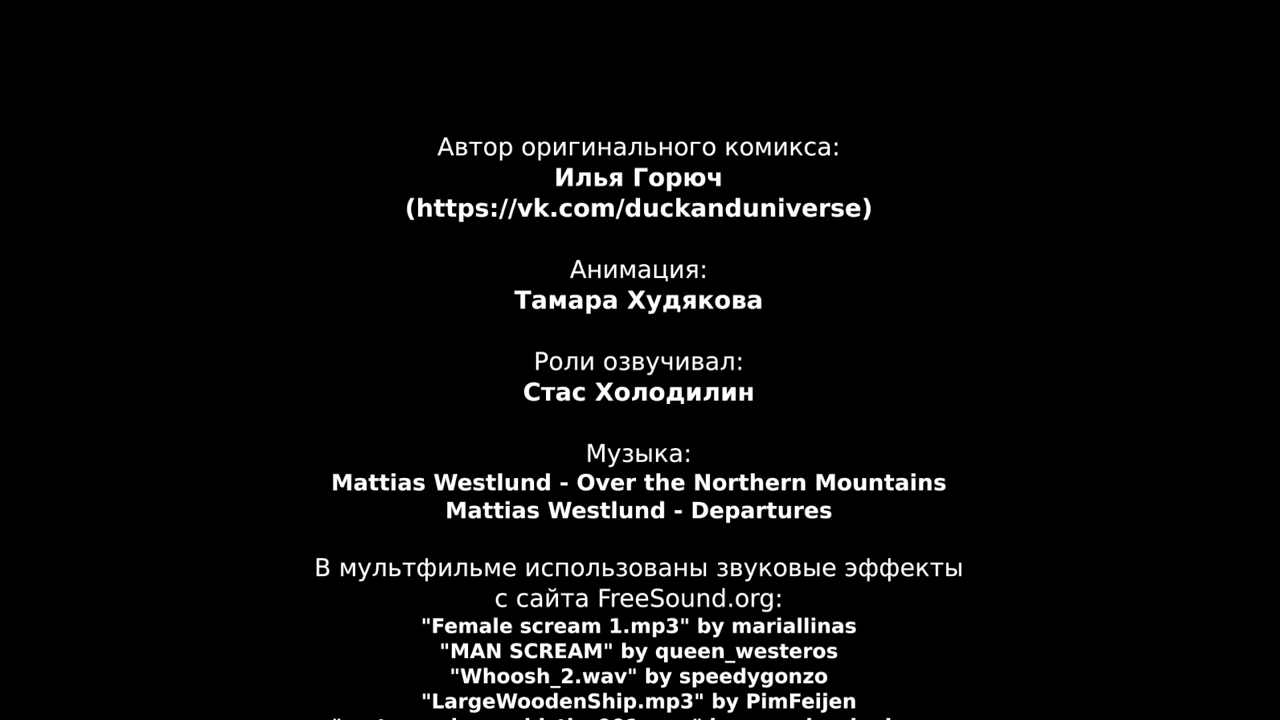 Автор оригинального комикса:
Илья Горюч
(https://vk.com/duckanduniverse)
Анимация:
Тамара Худякова
Роли озвучивал:
Стас Холодилин
Музыка:
Mattias Westlund - Over the Northern Mountains
Mattias Westlund - Departures
В мультфильме использованы звуковые эффекты
с сайта FreeSound.org:
"Female scream 1.mp3" by mariallinas
"MAN SCREAM" by queen_westeros
"Whoosh_2.wav" by speedygonzo
"LargeWoodenShip.mp3" by PimFeijen